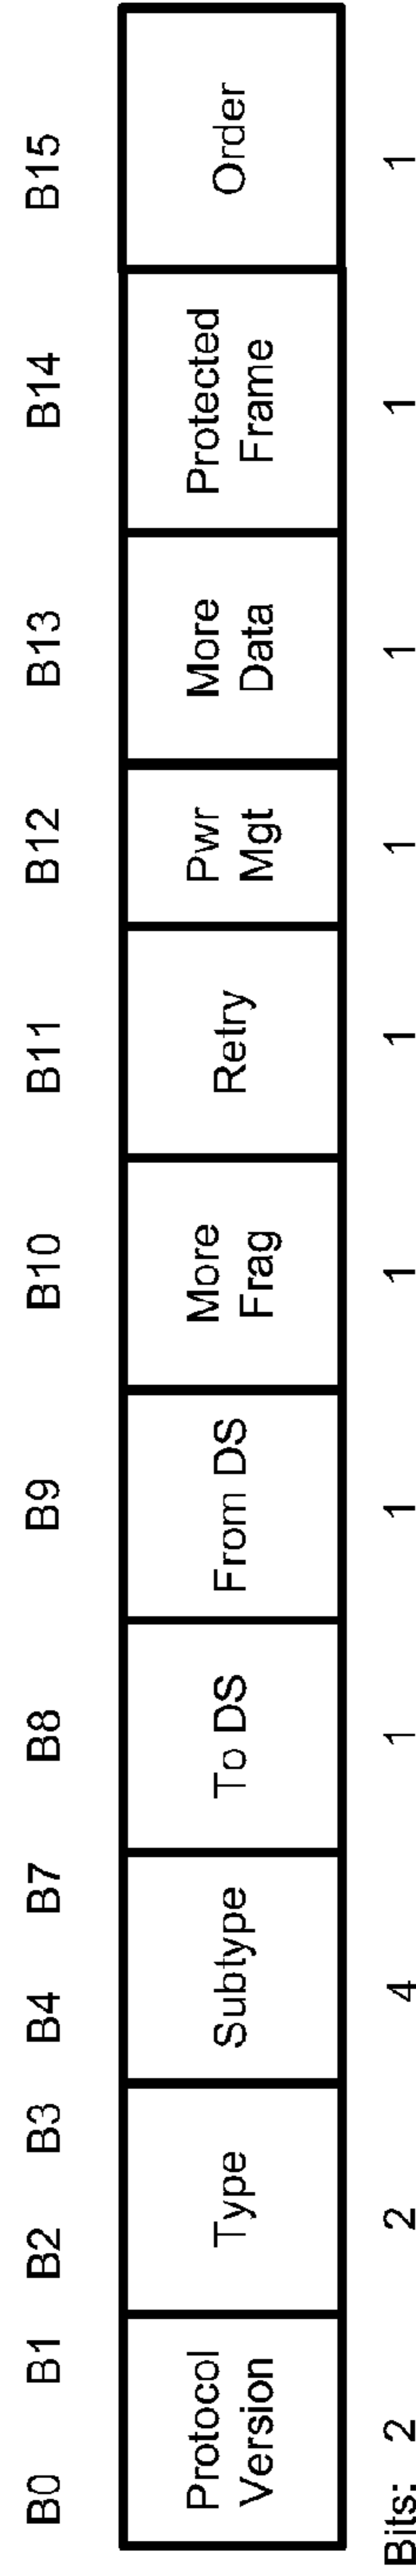 B0 B1 B2 B3 B4 B7 B8 B9 B10 B11 B12 B13 B14 B15
Protocol
Version
Type
Subtype
To DS
From DS
More
Frag
Retry
Pwr
Mgt
More
Data
Protected
Frame
Order
Bits: 2 2 4 1 1 1 1 1 1 1 1